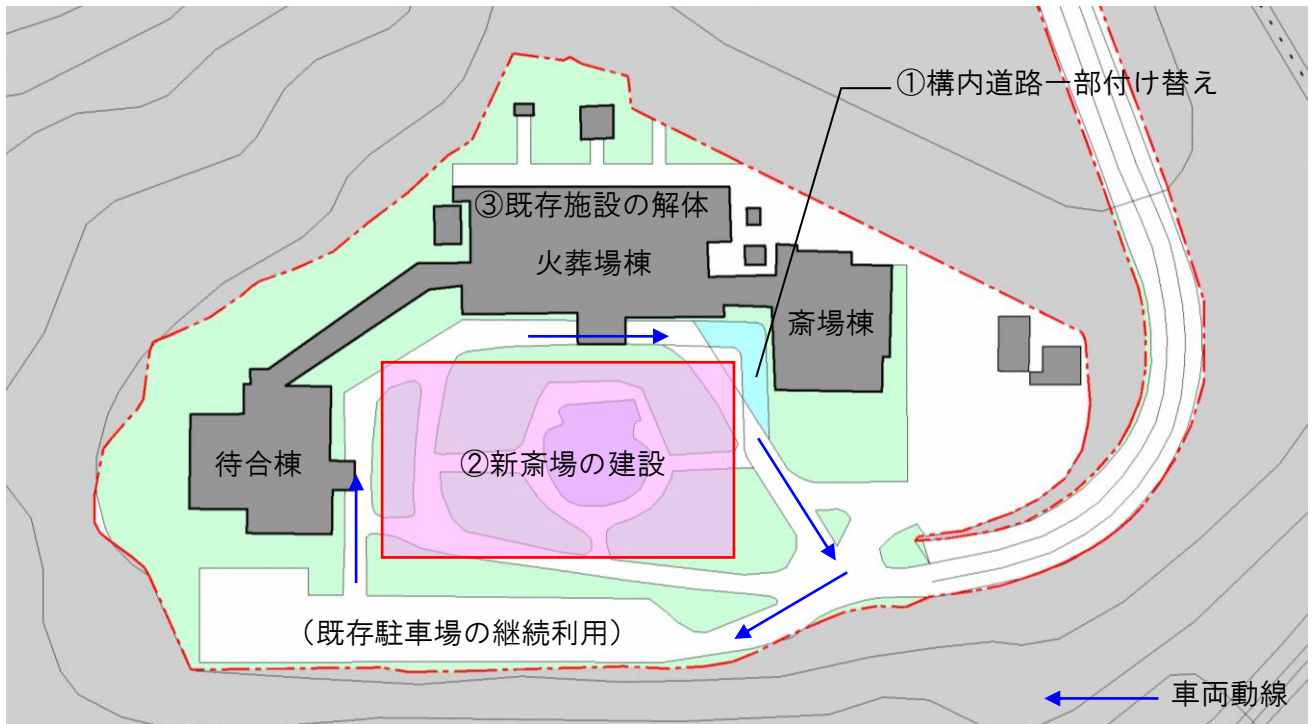 ①構内道路一部付け替え
③既存施設の解体
火葬場棟
斎場棟
待合棟
②新斎場の建設
（既存駐車場の継続利用）
車両動線